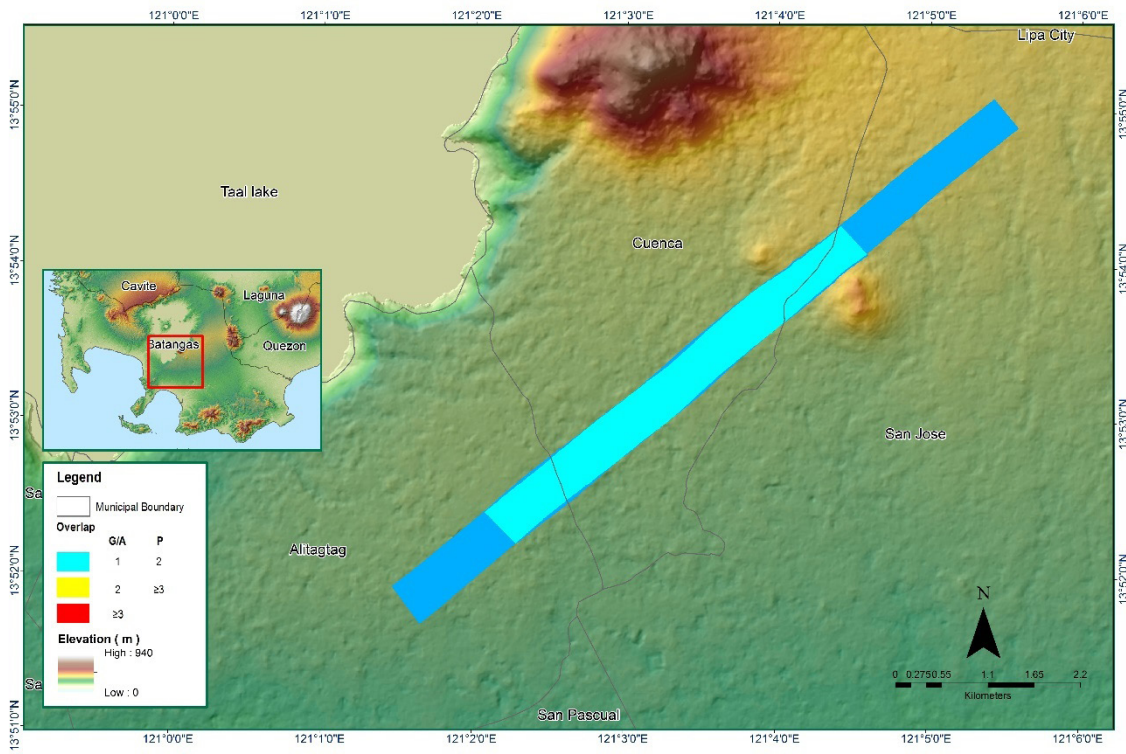 121°0'0"E 121°1'0"E 121°2'0"E 121°3'0"E 121°4'0"E 121°5'0"E 121°6'0"E
Lipa City
13°55'0"N
13°55'0"N
Taal lake
Cuenca
13°54'0"N
13°54'0"N
Cavite
Laguna
Batangas
Quezon
13°53'0"N
13°53'0"N
San Jose
Legend
Sa
Municipal Boundary
Overlap
G/A P
1 2
2 ≥3
≥3
Alitagtag
13°52'0"N
13°52'0"N
N
Elevation ( m )
High : 940
Low : 0
Sa
0 0.275 0.55 1.1 1.65 2.2
Kilometers
San Pascual
13°51'0"N
13°51'0"N
121°0'0"E 121°1'0"E 121°2'0"E 121°3'0"E 121°4'0"E 121°5'0"E 121°6'0"E